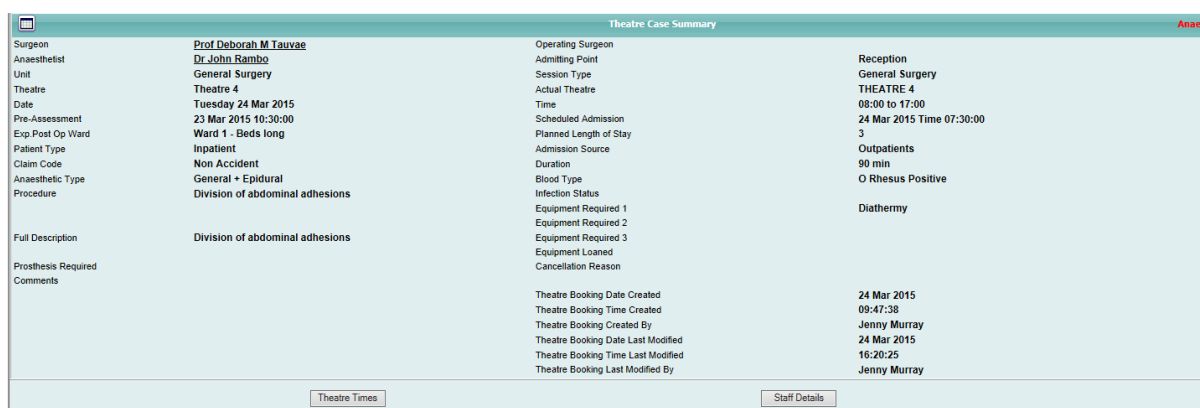 Theatre Case Summary Anae
Surgeon Prof Deborah M Tauvae Operating Surgeon
Anaesthetist Dr John Rambo Admitting Point Reception
Unit General Surgery Session Type General Surgery
Theatre Theatre 4 Actual Theatre THEATRE 4
Date Tuesday 24 Mar 2015 Time 08:00 to 17:00
Pre-Assessment 23 Mar 2015 10:30:00 Scheduled Admission 24 Mar 2015 Time 07:30:00
Exp.Post Op Ward Ward 1 - Beds long Planned Length of Stay 3
Patient Type Inpatient Admission Source Outpatients
Claim Code Non Accident Duration 90 min
Anaesthetic Type General + Epidural Blood Type O Rhesus Positive
Procedure Division of abdominal adhesions Infection Status
Equipment Required 1 Diathermy
Equipment Required 2
Full Description Division of abdominal adhesions Equipment Required 3
Equipment Loaned
Prosthesis Required Cancellation Reason
Comments
Theatre Booking Date Created 24 Mar 2015
Theatre Booking Time Created 09:47:38
Theatre Booking Created By Jenny Murray
Theatre Booking Date Last Modified 24 Mar 2015
Theatre Booking Time Last Modified 16:20:25
Theatre Booking Last Modified By Jenny Murray
Theatre Times Staff Details